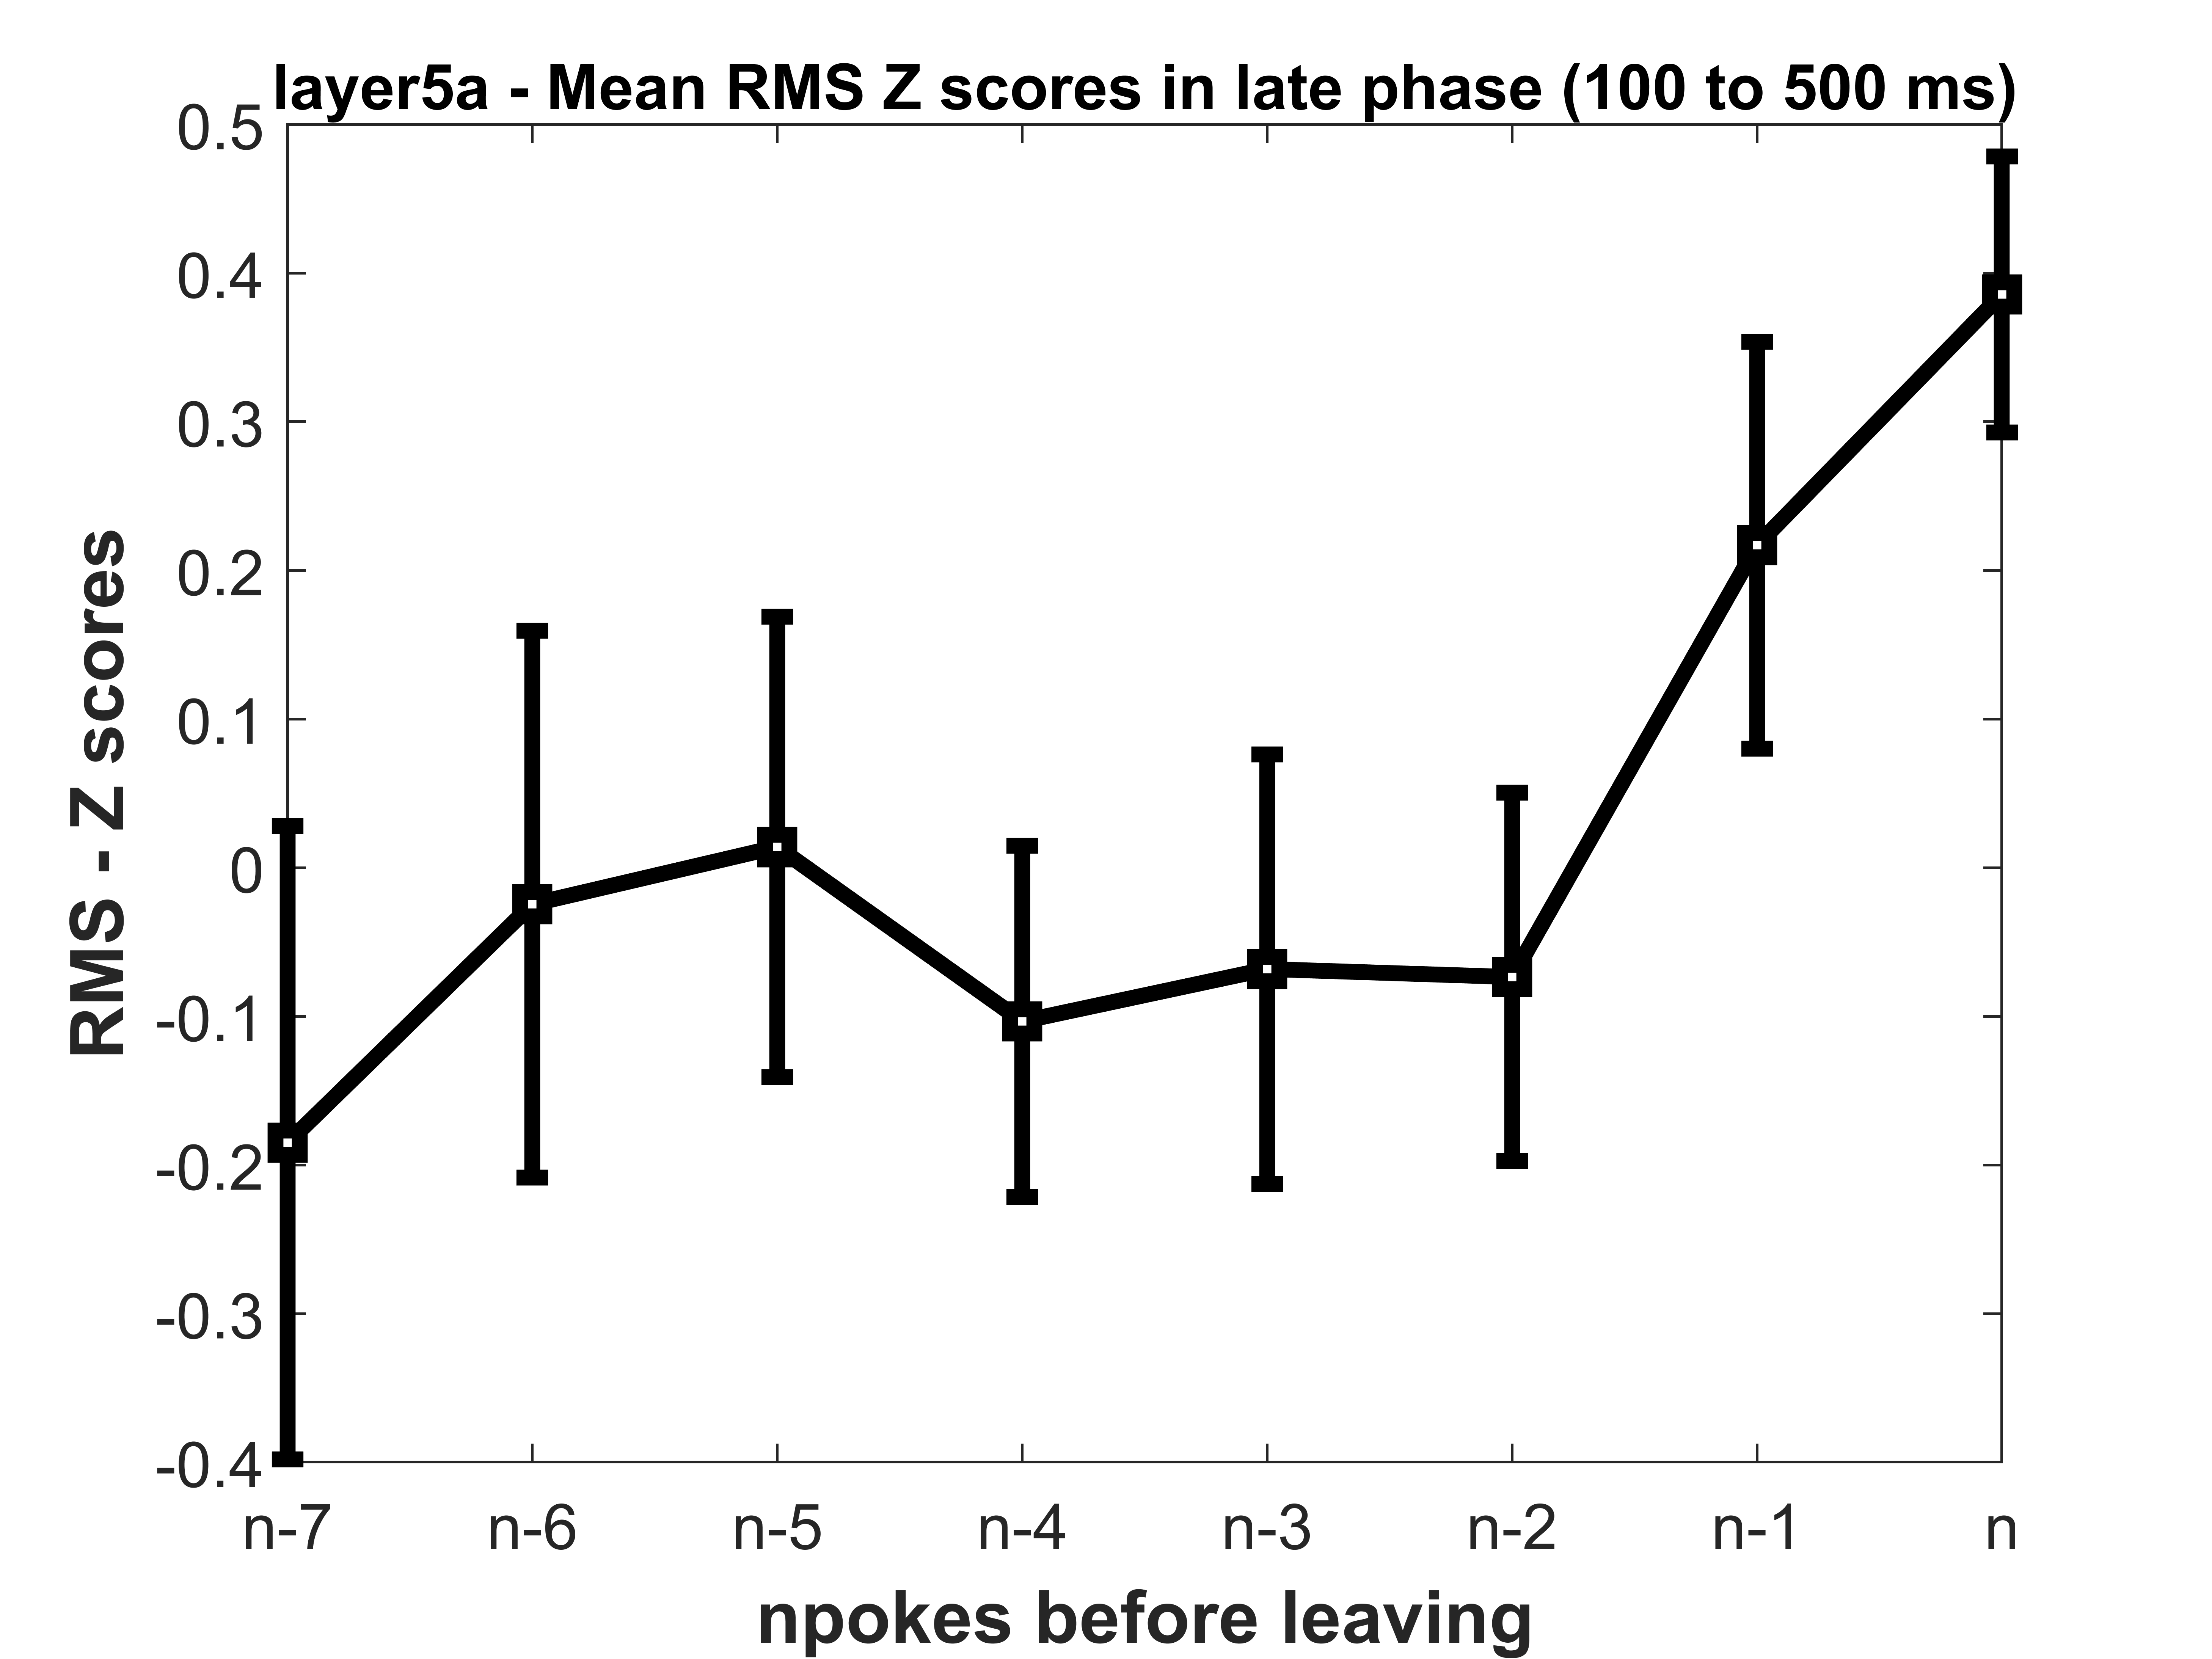 layer5a - Mean RMS Z scores in late phase (100 to 500 ms)
0.5
0.4
0.3
0.2
0.1
0
-0.1
-0.2
-0.3
-0.4
RMS - Z scores
n-7 n-6 n-5 n-4 n-3 n-2 n-1 n
npokes before leaving